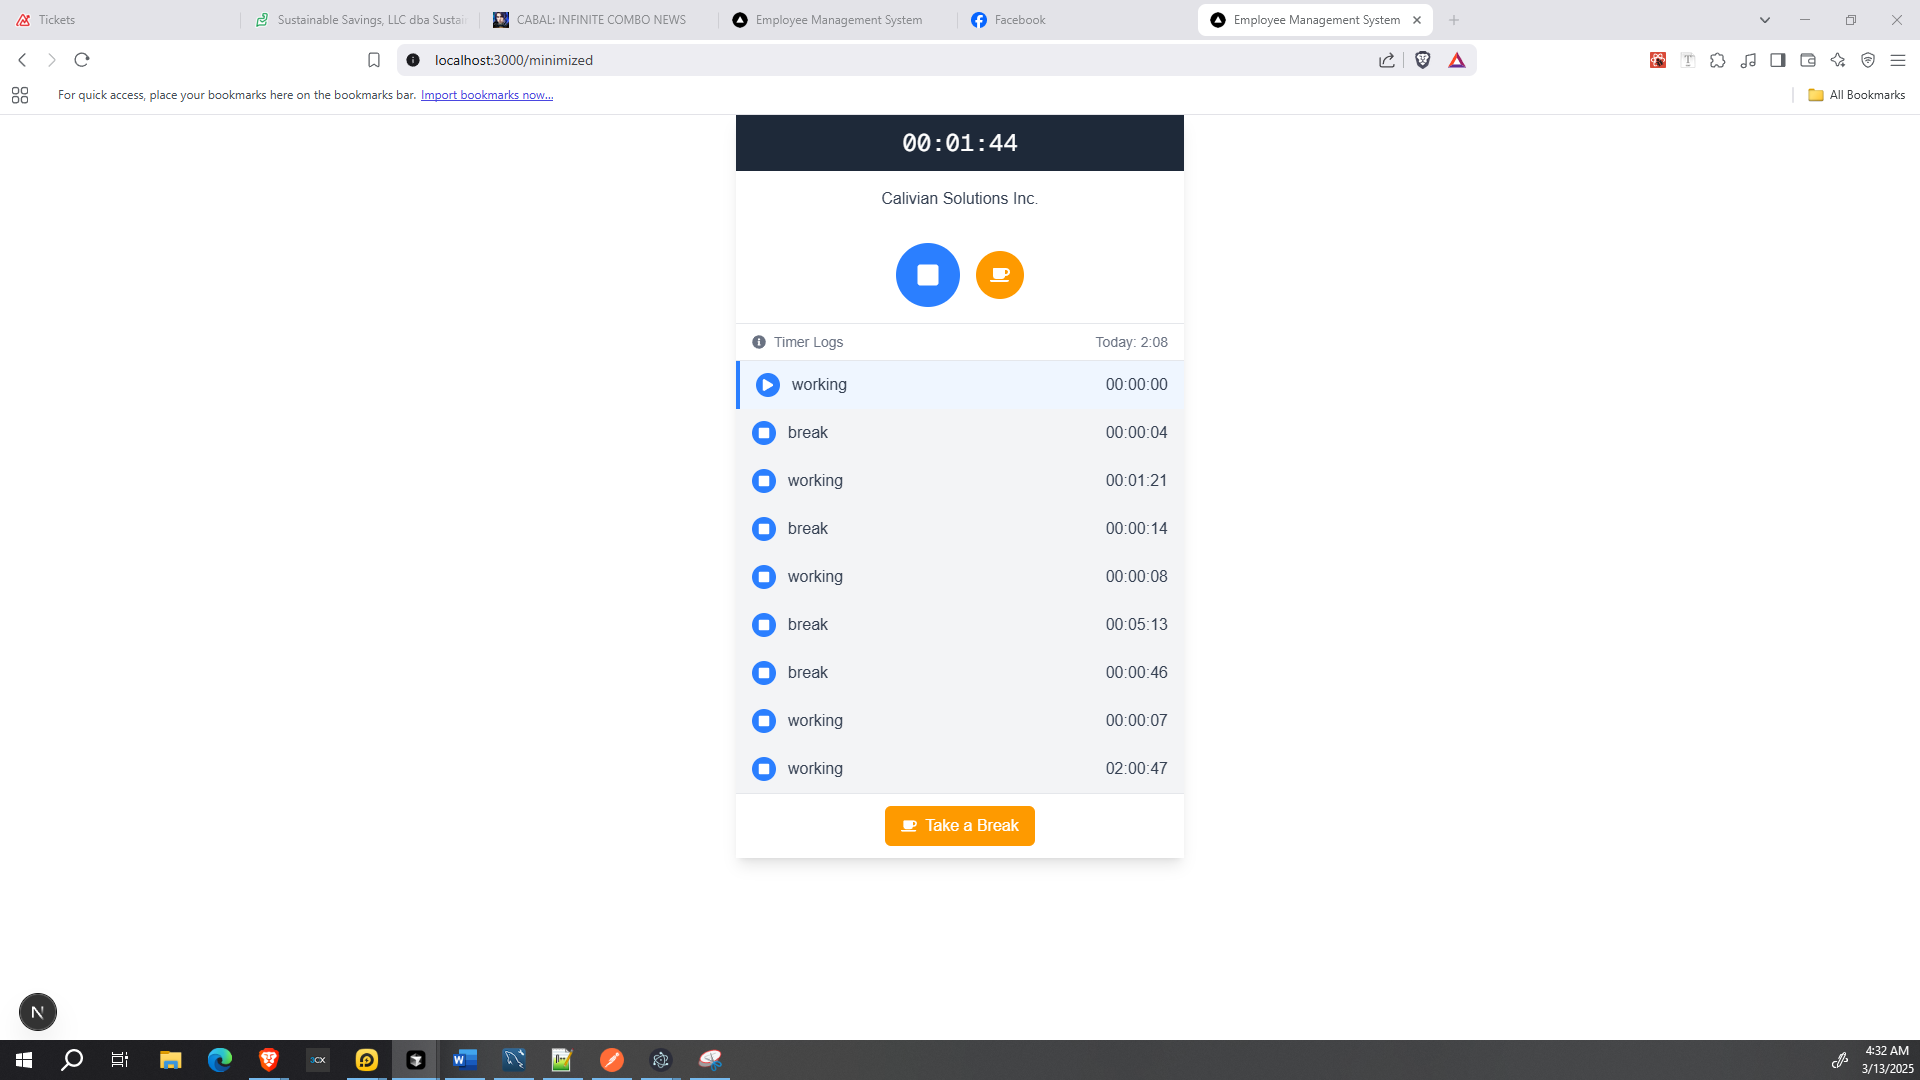 Tickets
Sustainable Savings, LLC dba Sustai
CABAL: INFINITE COMBO NEWS
Employee Management System
Facebook
Employee Management System
localhost:3000/minimized
For quick access, place your bookmarks here on the bookmarks bar. Import bookmarks now...
All Bookmarks
00:01:44
Calivian Solutions Inc.
Timer Logs
Today: 2:08
working 00:00:00
break 00:00:04
working 00:01:21
break 00:00:14
working 00:00:08
break 00:05:13
break 00:00:46
working 00:00:07
working 02:00:47
Take a Break
N
3CX
W
4:32 AM
3/13/2025